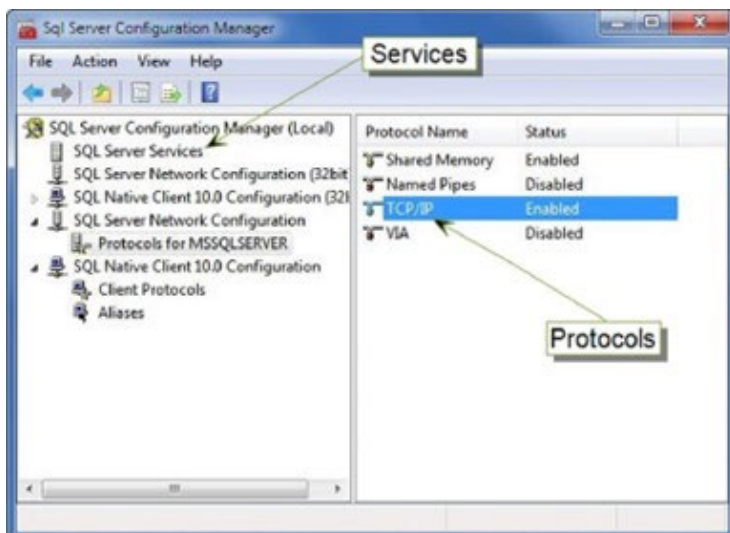 Sql Server Configuration Manager
Services
File Action View Help
SQL Server Configuration Manager (Local)
SQL Server Services
SQL Server Network Configuration (32bit
SQL Native Client 10.0 Configuration (32
SQL Server Network Configuration
Protocols for MSSQLSERVER
SQL Native Client 10.0 Configuration
Client Protocols
Aliases
Protocol Name Status
Shared Memory Enabled
Named Pipes Disabled
TCP/IP Enabled
VIA Disabled
Protocols